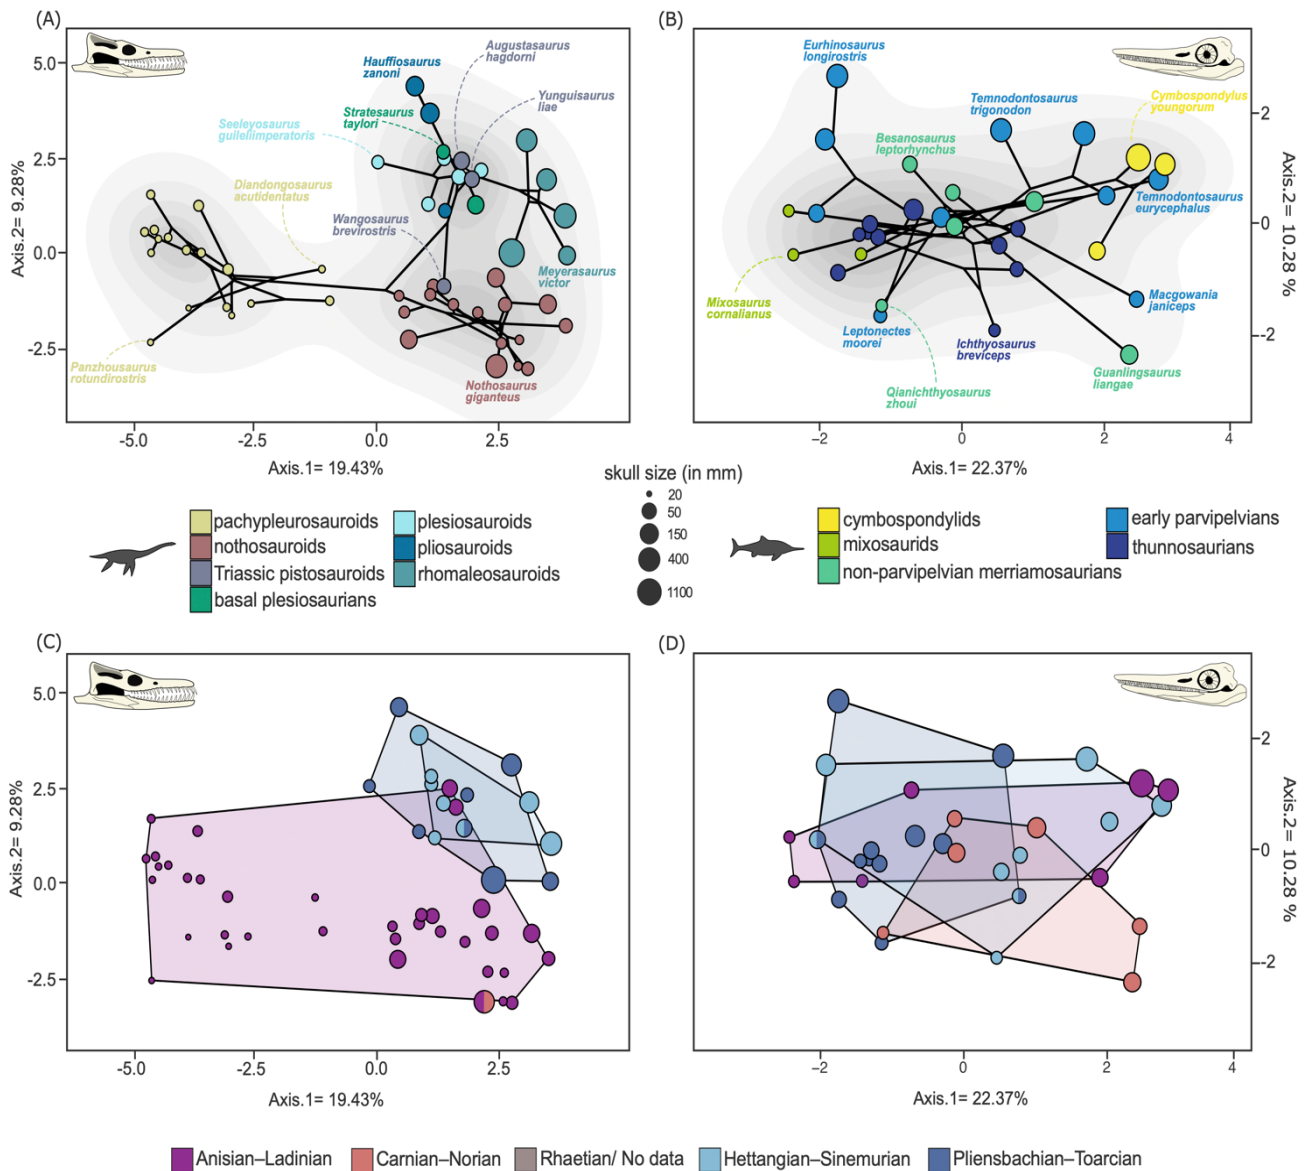 (A)
5.0
2.5
0.0
-2.5
Axis.2= 9.28%
Hauffiosaurus
zanoni
Augustasaurus
hagdorni
Stratesaurus
taylori
Yunguisaurus
liae
Seeleyosaurus
guilelimperatoris
Diandongosaurus
acutidentatus
Wangosaurus
brevirostris
Meyerasaurus
victor
Panzhousaurus
rotundirostris
Nothosaurus
giganteus
-5.0
-2.5
0.0
2.5
Axis.1= 19.43%
(B)
Eurhinosaurus
longirostris
Temnodontosaurus
trigonodon
Cymbospondylus
youngorum
Besanosaurus
leptorhynchus
Temnodontosaurus
eurycephalus
Mixosaurus
cornalianus
Leptonectes
moorei
Ichthyosaurus
breviceps
Macgowania
janiceps
Qianichthyosaurus
zhoui
Guanlingsaurus
liangae
2
0
-2
Axis.2= 10.28 %
-2
0
2
4
Axis.1= 22.37%
pachypleurosauroids
nothosauroids
Triassic pistosauroids
basal plesiosaurians
plesiosauroids
pliosauroids
rhomaleosauroids
skull size (in mm)
20
50
150
400
1100
cymbospondylids
mixosaurids
non-parvipelvian merriamosaurians
early parvipelvians
thunnosaurians
(C)
5.0
2.5
0.0
-2.5
Axis.2= 9.28%
-5.0
-2.5
0.0
2.5
Axis.1= 19.43%
(D)
2
0
-2
Axis.2= 10.28 %
-2
0
2
4
Axis.1= 22.37%
Anisian–Ladinian
Carnian–Norian
Rhaetian/ No data
Hettangian–Sinemurian
Pliensbachian–Toarcian